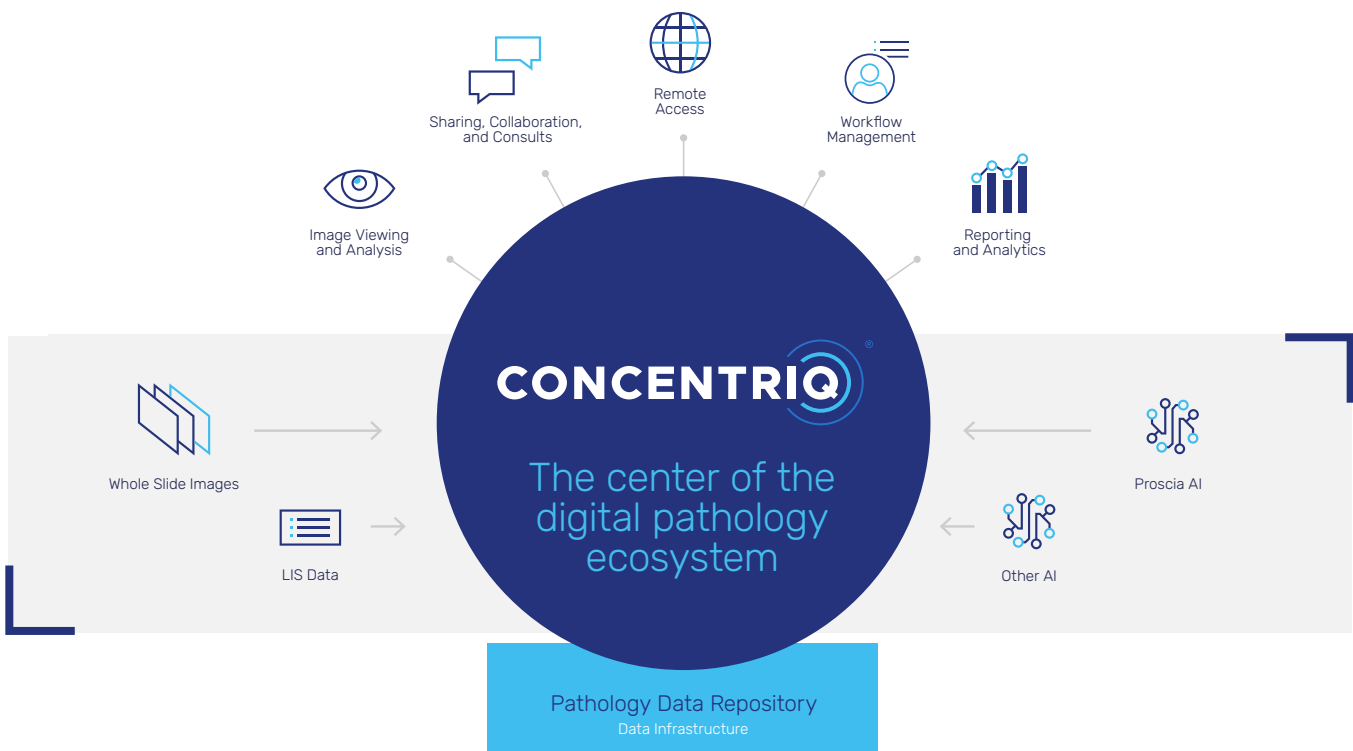 Remote
Access
Sharing, Collaboration,
and Consults
Workflow
Management
Image Viewing
and Analysis
Reporting
and Analytics
CONCENTRIQ®
The center of the
digital pathology
ecosystem
Whole Slide Images
LIS Data
Proscia AI
Other AI
Pathology Data Repository
Data Infrastructure